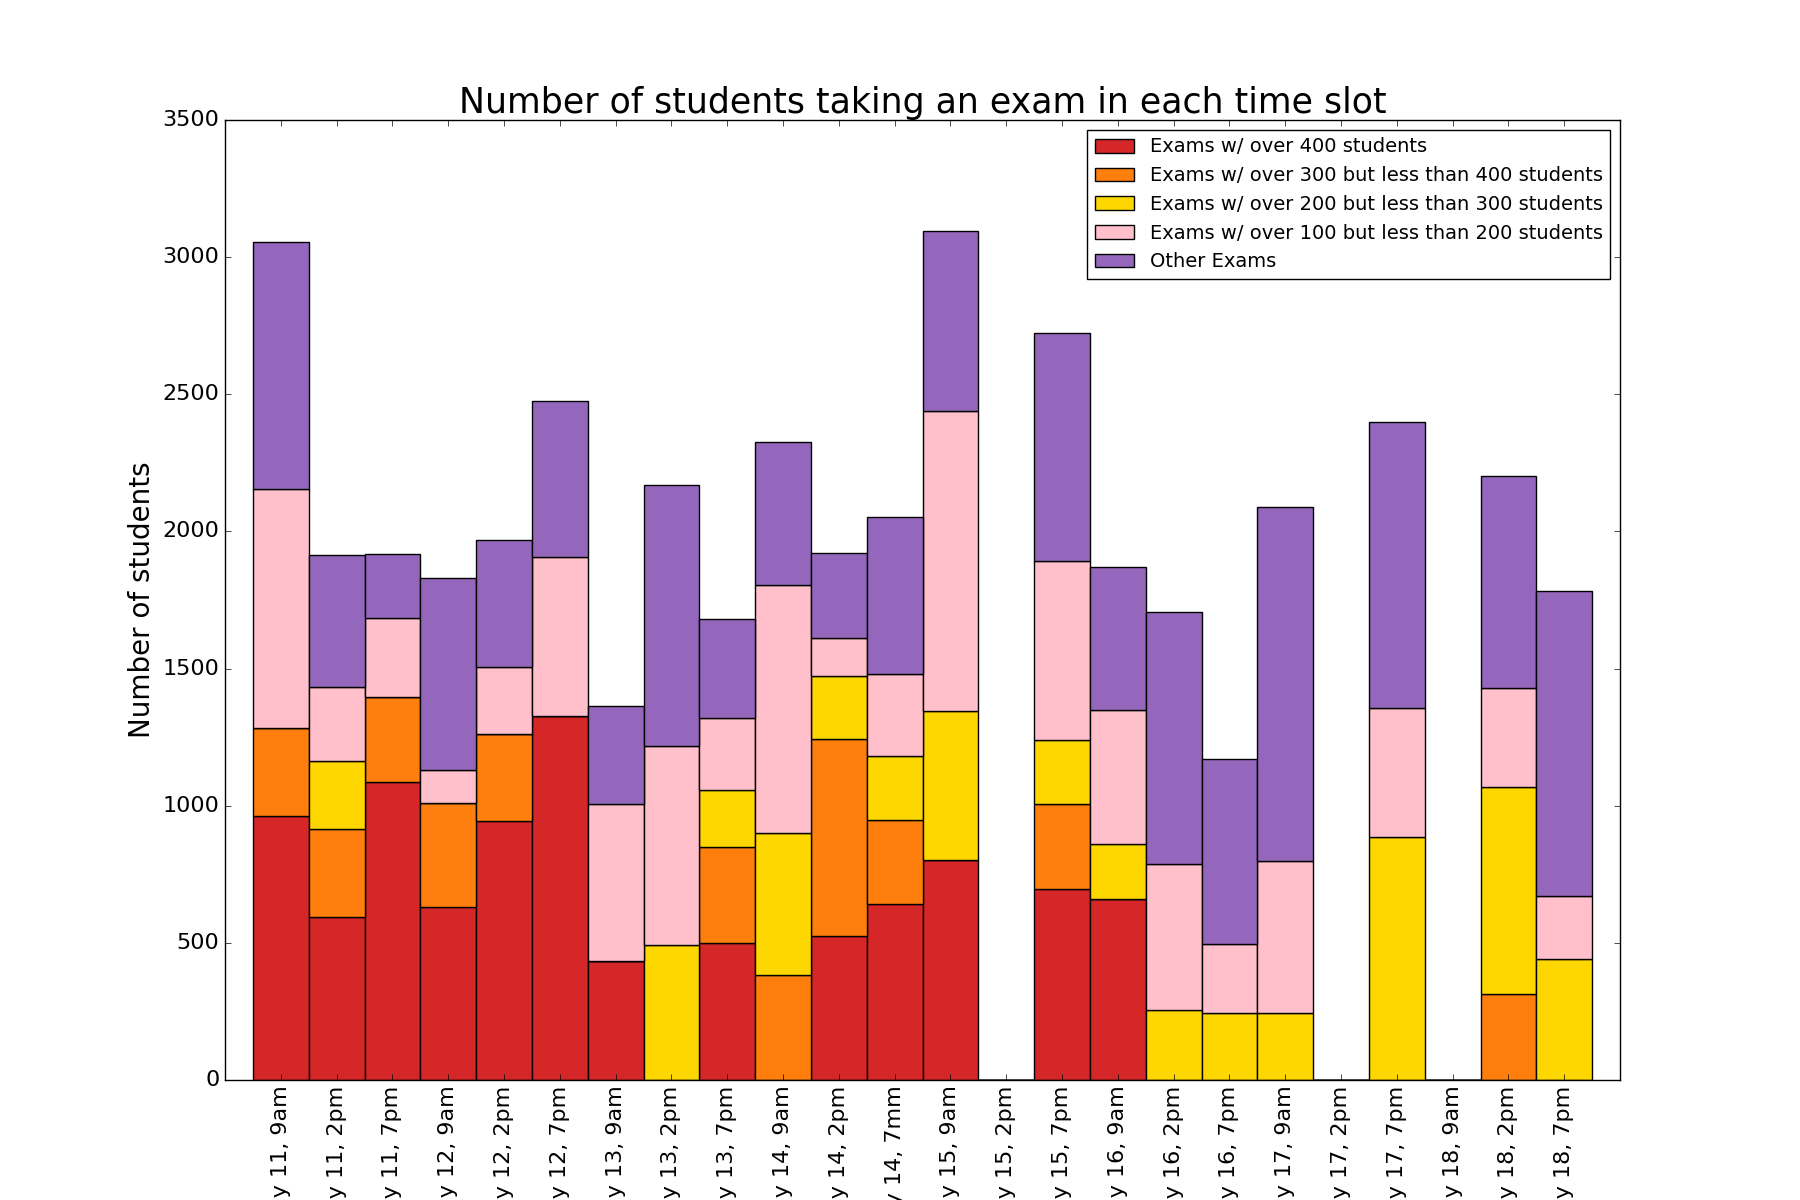 Number of students taking an exam in each time slot
3500
3000
2500
2000
1500
1000
500
0
Number of students
Exams w/ over 400 students
Exams w/ over 300 but less than 400 students
Exams w/ over 200 but less than 300 students
Exams w/ over 100 but less than 200 students
Other Exams
y 11, 9am
y 11, 2pm
y 11, 7pm
y 12, 9am
y 12, 2pm
y 12, 7pm
y 13, 9am
y 13, 2pm
y 13, 7pm
y 14, 9am
y 14, 2pm
y 14, 7mm
y 15, 9am
y 15, 2pm
y 15, 7pm
y 16, 9am
y 16, 2pm
y 16, 7pm
y 17, 9am
y 17, 2pm
y 17, 7pm
y 18, 9am
y 18, 2pm
y 18, 7pm